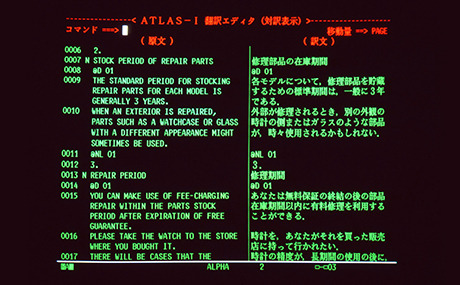 < ATLAS-I 翻訳エディタ (対訳表示) >
コマンド ==> 移動量 ==> PAGE
( 原文 ) ( 訳文 )
0006 2.
0007 N STOCK PERIOD OF REPAIR PARTS 修理部品の在庫期間
0008 @D 01 @D 01
0009 THE STANDARD PERIOD FOR STOCKING 各モデルについて，修理部品を貯蔵
REPAIR PARTS FOR EACH MODEL IS するための標準期間は，一般に３年
GENERALLY 3 YEARS. である．
0010 WHEN AN EXTERIOR IS REPAIRED, 外部が修理されるとき，別の外観の
PARTS SUCH AS A WATCHCASE OR GLASS 時計の側またはガラスのような部品
WITH A DIFFERENT APPEARANCE MIGHT が，時々使用されるかもしれない．
SOMETIMES BE USED.
0011 @NL 01 @NL 01
0012 3. 3.
0013 N REPAIR PERIOD 修理期間
0014 @D 01 @D 01
0015 YOU CAN MAKE USE OF FEE-CHARGING あなたは無料保証の終結の後の部品
REPAIR WITHIN THE PARTS STOCK 在庫期間以内に有料修理を利用する
PERIOD AFTER EXPIRATION OF FREE ことができる．
GUARANTEE.
0016 PLEASE TAKE THE WATCH TO THE STORE 時計を，あなたがそれを買った販売
WHERE YOU BOUGHT IT. 店に持って行かれたい．
0017 THERE WILL BE CASES THAT THE 時計の精度が，長期間の使用の後に，
ALPHA 2 03